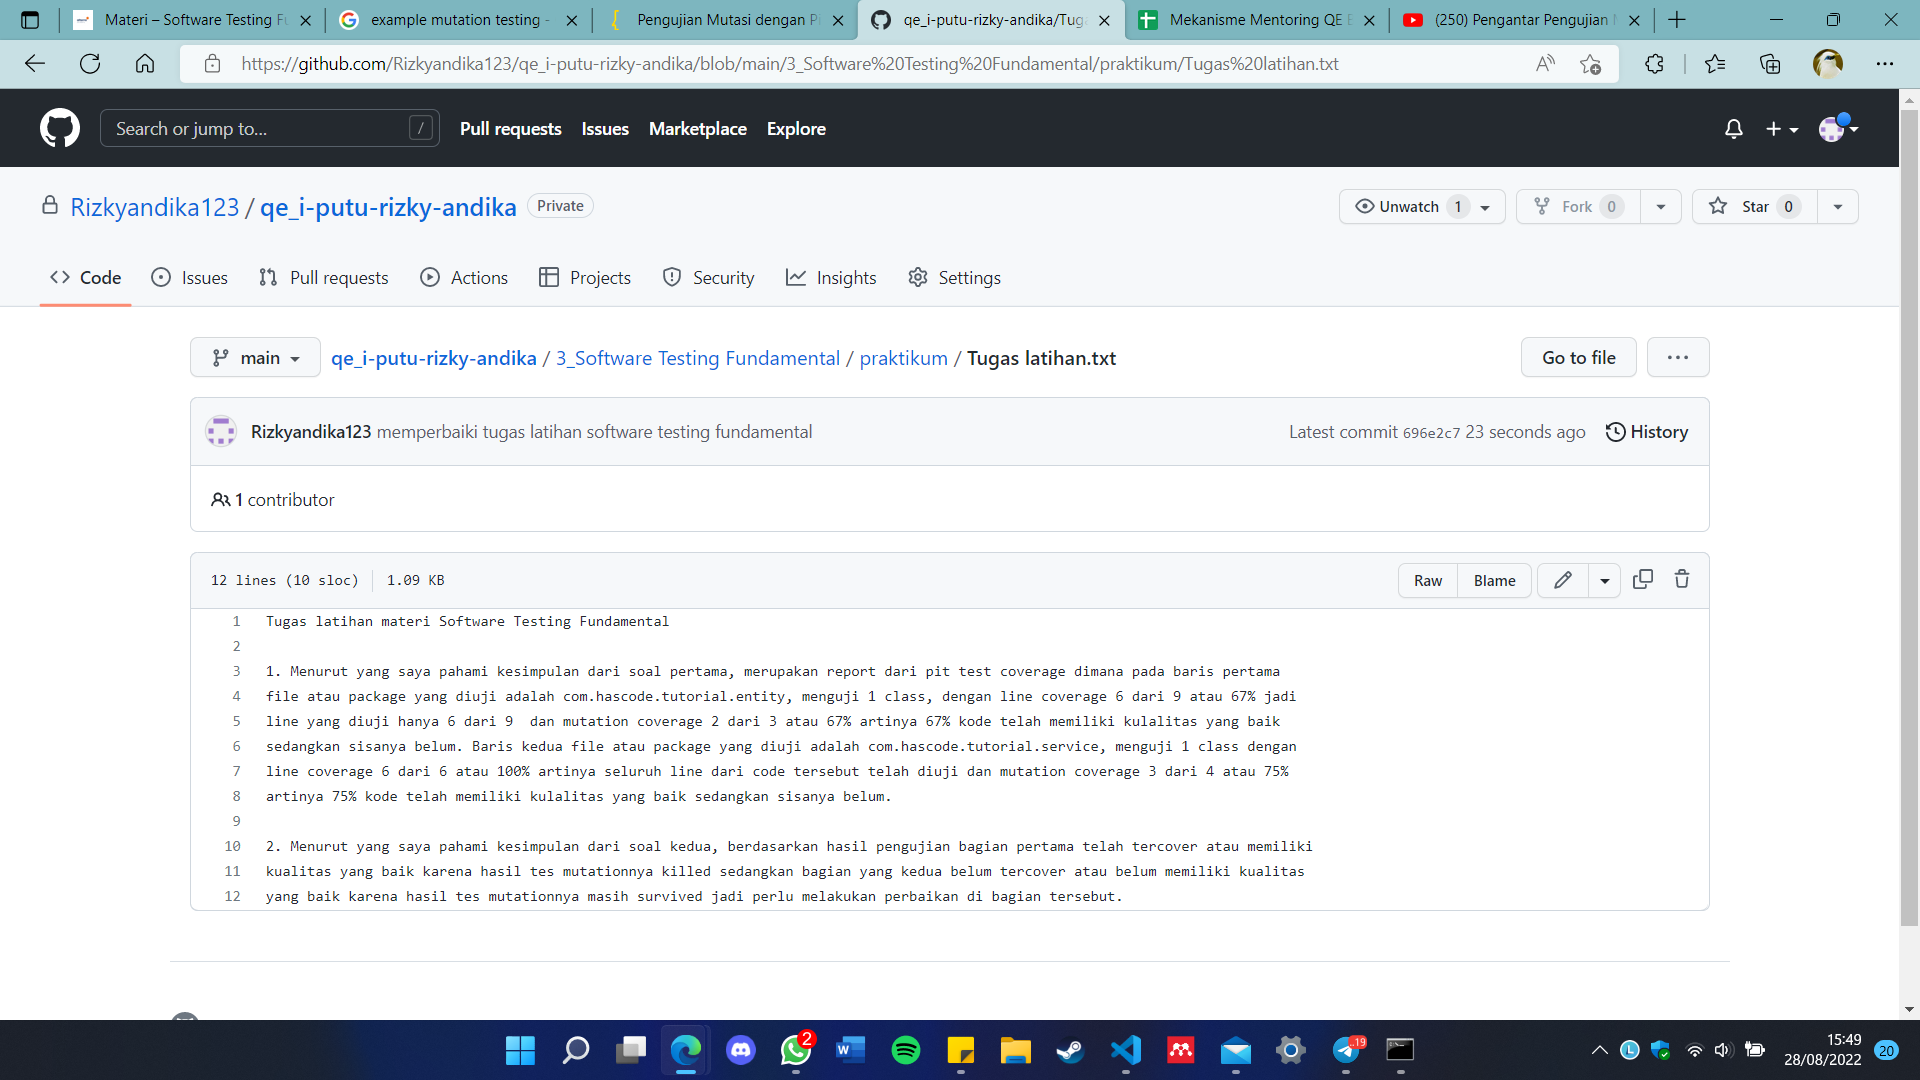 Materi – Software Testing Fu
example mutation testing -
Pengujian Mutasi dengan PI
qe_i-putu-rizky-andika/Tuga
Mekanisme Mentoring QE B
(250) Pengantar Pengujian M
https://github.com/Rizkyandika123/qe_i-putu-rizky-andika/blob/main/3_Software%20Testing%20Fundamental/praktikum/Tugas%20latihan.txt
Search or jump to... /
Pull requests Issues Marketplace Explore
Rizkyandika123 / qe_i-putu-rizky-andika Private
Unwatch 1 Fork 0 Star 0
Code Issues Pull requests Actions Projects Security Insights Settings
main qe_i-putu-rizky-andika / 3_Software Testing Fundamental / praktikum / Tugas latihan.txt Go to file ...
Rizkyandika123 memperbaiki tugas latihan software testing fundamental Latest commit 696e2c7 23 seconds ago History
1 contributor
12 lines (10 sloc) 1.09 KB Raw Blame
1 Tugas latihan materi Software Testing Fundamental
2
3 1. Menurut yang saya pahami kesimpulan dari soal pertama, merupakan report dari pit test coverage dimana pada baris pertama
4 file atau package yang diuji adalah com.hascode.tutorial.entity, menguji 1 class, dengan line coverage 6 dari 9 atau 67% jadi
5 line yang diuji hanya 6 dari 9  dan mutation coverage 2 dari 3 atau 67% artinya 67% kode telah memiliki kulalitas yang baik
6 sedangkan sisanya belum. Baris kedua file atau package yang diuji adalah com.hascode.tutorial.service, menguji 1 class dengan
7 line coverage 6 dari 6 atau 100% artinya seluruh line dari code tersebut telah diuji dan mutation coverage 3 dari 4 atau 75%
8 artinya 75% kode telah memiliki kulalitas yang baik sedangkan sisanya belum.
9
10 2. Menurut yang saya pahami kesimpulan dari soal kedua, berdasarkan hasil pengujian bagian pertama telah tercover atau memiliki
11 kualitas yang baik karena hasil tes mutationnya killed sedangkan bagian yang kedua belum tercover atau belum memiliki kualitas
12 yang baik karena hasil tes mutationnya masih survived jadi perlu melakukan perbaikan di bagian tersebut.
2
..19
15:49
28/08/2022
20